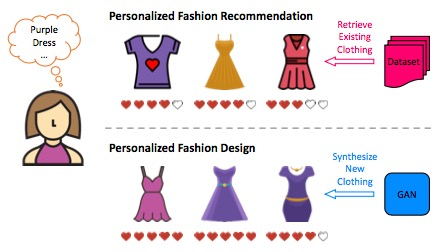 Purple
Dress
...
L
Personalized Fashion Recommendation
Retrieve
Existing
Clothing
Dataset
Personalized Fashion Design
Synthesize
New
Clothing
GAN